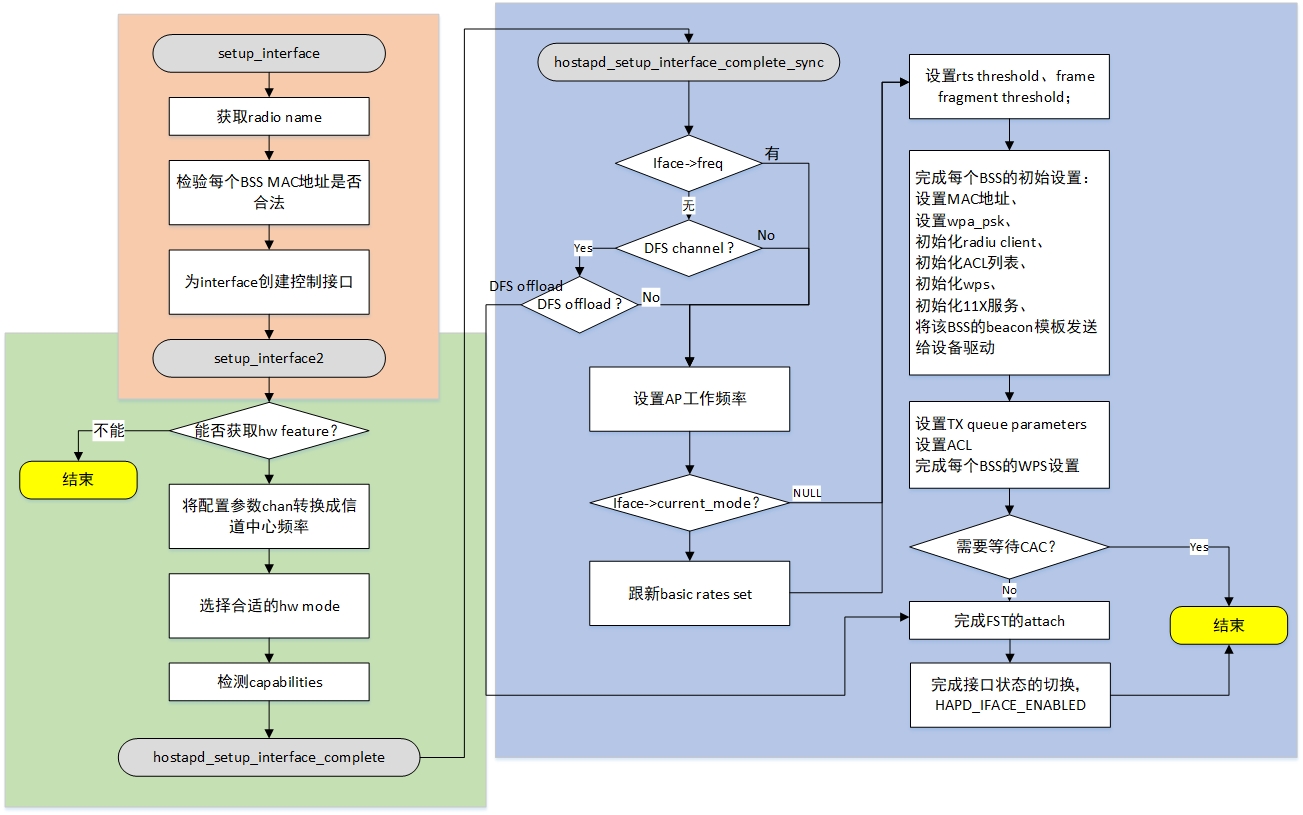 setup_interface
获取radio name
检验每个BSS MAC地址是否
合法
为interface创建控制接口
setup_interface2
能否获取hw feature？
不能
结束
将配置参数chan转换成信
道中心频率
选择合适的hw mode
检测capabilities
hostapd_setup_interface_complete
hostapd_setup_interface_complete_sync
Iface->freq
有
无
DFS channel？
No
Yes
DFS offload
DFS offload？
No
设置AP工作频率
Iface->current_mode？
NULL
跟新basic rates set
设置rts threshold、frame
fragment threshold；
完成每个BSS的初始设置：
设置MAC地址、
设置wpa_psk、
初始化radiu client、
初始化ACL列表、
初始化wps、
初始化11X服务、
将该BSS的beacon模板发送
给设备驱动
设置TX queue parameters
设置ACL
完成每个BSS的WPS设置
需要等待CAC？
Yes
No
完成FST的attach
结束
完成接口状态的切换，
HAPD_IFACE_ENABLED